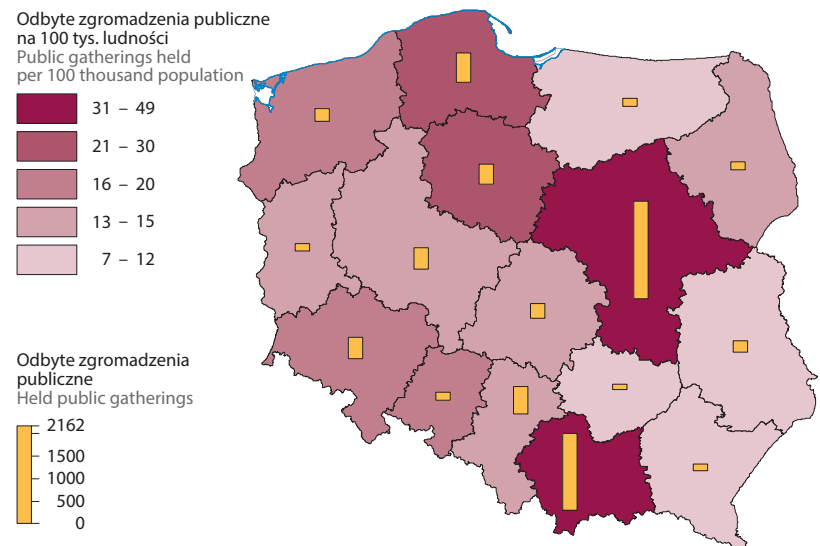 Odbyte zgromadzenia publiczne
na 100 tys. ludności
Public gatherings held
per 100 thousand population
31 – 49
21 – 30
16 – 20
13 – 15
7 – 12
Odbyte zgromadzenia
publiczne
Held public gatherings
2162
1500
1000
500
0